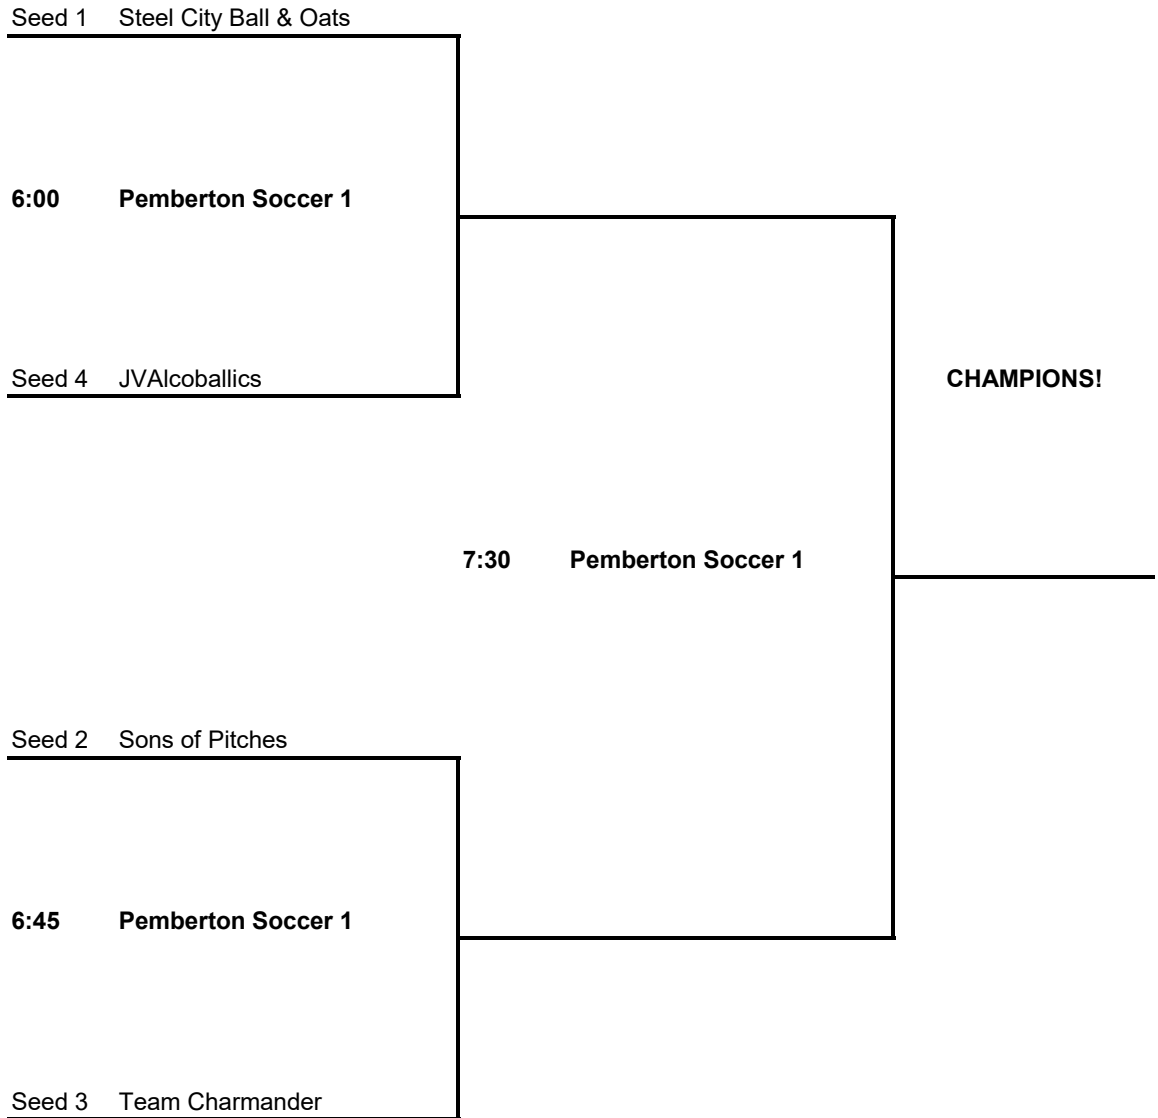 Seed 1 Steel City Ball & Oats
6:00 Pemberton Soccer 1
Seed 4 JVAlcoballics
CHAMPIONS!
7:30 Pemberton Soccer 1
Seed 2 Sons of Pitches
6:45 Pemberton Soccer 1
Seed 3 Team Charmander